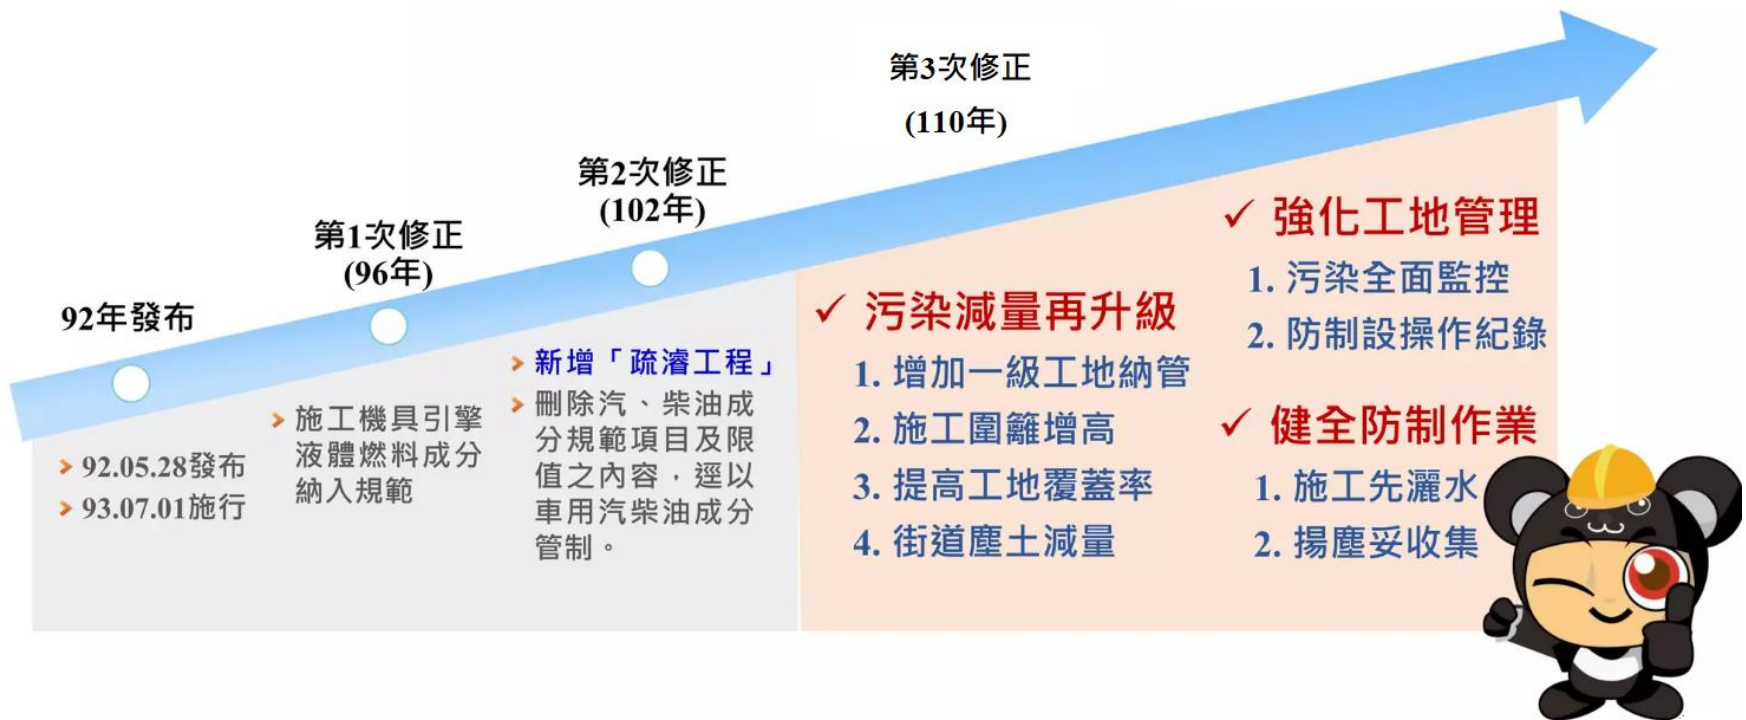 92年發布
92.05.28發布
93.07.01施行
第1次修正
(96年)
施工機具引擎
液體燃料成分
納入規範
第2次修正
(102年)
新增「疏濬工程」
刪除汽、柴油成
分規範項目及限
值之內容，逕以
車用汽柴油成分
管制。
第3次修正
(110年)
✓ 污染減量再升級
1. 增加一級工地納管
2. 施工圍籬增高
3. 提高工地覆蓋率
4. 街道塵土減量
✓ 強化工地管理
1. 污染全面監控
2. 防制設操作紀錄
✓ 健全防制作業
1. 施工先灑水
2. 揚塵妥收集